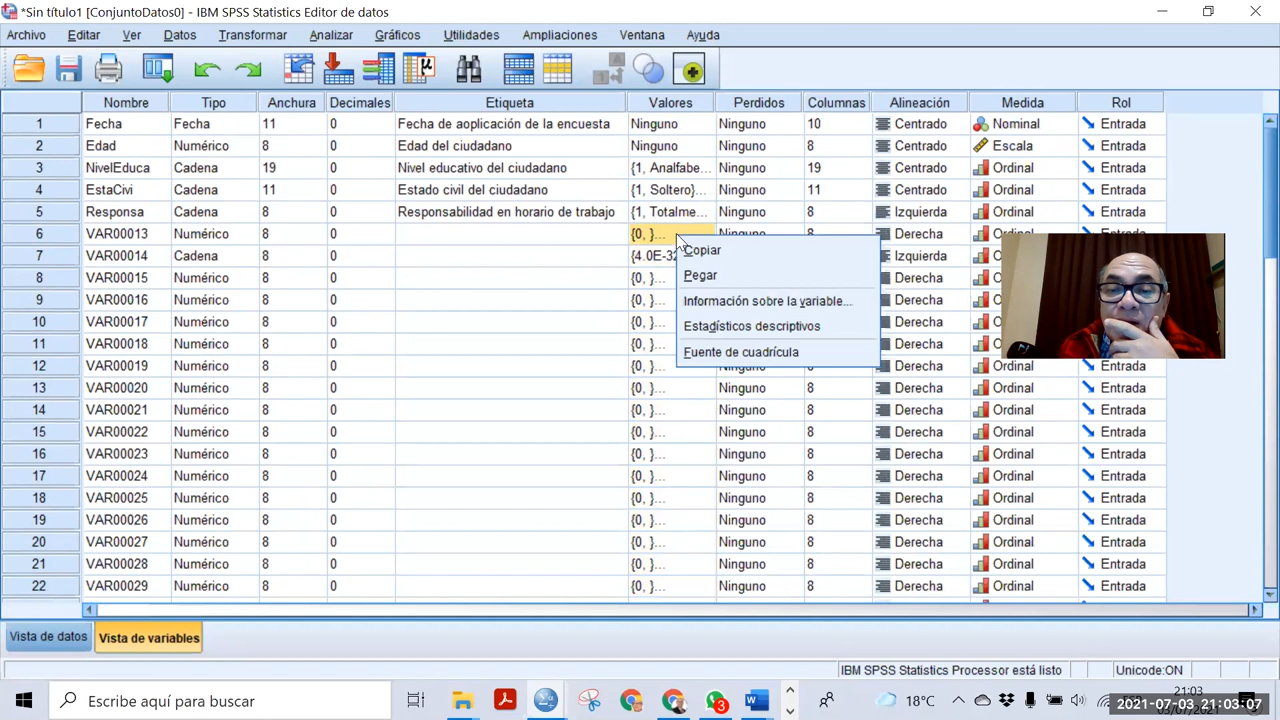 *Sin título1 [ConjuntoDatos0] - IBM SPSS Statistics Editor de datos
Archivo Editar Ver Datos Transformar Analizar Gráficos Utilidades Ampliaciones Ventana Ayuda
Nombre Tipo Anchura Decimales Etiqueta Valores Perdidos Columnas Alineación Medida Rol
1 Fecha Fecha 11 0 Fecha de aoplicación de la encuesta Ninguno Ninguno 10 Centrado Nominal Entrada
2 Edad Numérico 8 0 Edad del ciudadano Ninguno Ninguno 8 Centrado Escala Entrada
3 NivelEduca Cadena 19 0 Nivel educativo del ciudadano {1, Analfabe... Ninguno 19 Centrado Ordinal Entrada
4 EstaCivi Cadena 11 0 Estado civil del ciudadano {1, Soltero}... Ninguno 11 Centrado Ordinal Entrada
5 Responsa Cadena 8 0 Responsabilidad en horario de trabajo {1, Totalme... Ninguno 8 Izquierda Ordinal Entrada
6 VAR00013 Numérico 8 0 {0, }... Ninguno 8 Derecha Ordinal Entrada
7 VAR00014 Cadena 8 0 {4.0E-32 Izquierda
8 VAR00015 Numérico 8 0 {0, }... Derecha
9 VAR00016 Numérico 8 0 {0, }... Derecha
10 VAR00017 Numérico 8 0 {0, }... Derecha
11 VAR00018 Numérico 8 0 {0, }... Derecha
12 VAR00019 Numérico 8 0 {0, }... Ninguno 8 Derecha Ordinal Entrada
13 VAR00020 Numérico 8 0 {0, }... Ninguno 8 Derecha Ordinal Entrada
14 VAR00021 Numérico 8 0 {0, }... Ninguno 8 Derecha Ordinal Entrada
15 VAR00022 Numérico 8 0 {0, }... Ninguno 8 Derecha Ordinal Entrada
16 VAR00023 Numérico 8 0 {0, }... Ninguno 8 Derecha Ordinal Entrada
17 VAR00024 Numérico 8 0 {0, }... Ninguno 8 Derecha Ordinal Entrada
18 VAR00025 Numérico 8 0 {0, }... Ninguno 8 Derecha Ordinal Entrada
19 VAR00026 Numérico 8 0 {0, }... Ninguno 8 Derecha Ordinal Entrada
20 VAR00027 Numérico 8 0 {0, }... Ninguno 8 Derecha Ordinal Entrada
21 VAR00028 Numérico 8 0 {0, }... Ninguno 8 Derecha Ordinal Entrada
22 VAR00029 Numérico 8 0 {0, }... Ninguno 8 Derecha Ordinal Entrada
Copiar
Pegar
Información sobre la variable...
Estadísticos descriptivos
Fuente de cuadrícula
Vista de datos Vista de variables
IBM SPSS Statistics Processor está listo Unicode:ON
Escribe aquí para buscar 3 18°C 21:03
2021-07-03 21:03:07